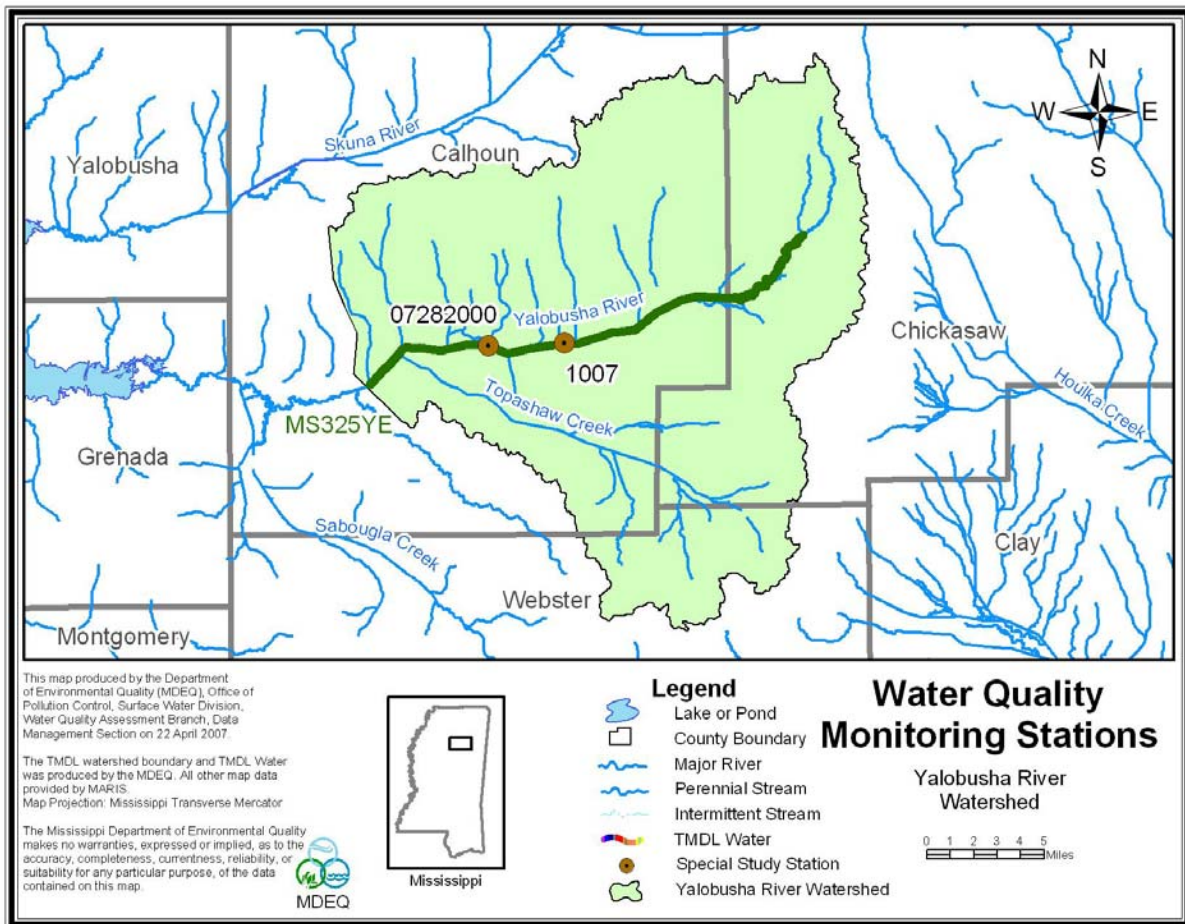 N
W E
S
Skuna River
Calhoun
Yalobusha
07282000
Yalobusha River
1007
Chickasaw
Houlka Creek
Topashaw Creek
MS325YE
Grenada
Sabougla Creek
Clay
Webster
Montgomery
This map produced by the Department
of Environmental Quality (MDEQ), Office of
Pollution Control, Surface Water Division,
Water Quality Assessment Branch, Data
Management Section on 22 April 2007.
The TMDL watershed boundary and TMDL Water
was produced by the MDEQ. All other map data
provided by MARIS.
Map Projection: Mississippi Transverse Mercator
The Mississippi Department of Environmental Quality
makes no warranties, expressed or implied, as to the
accuracy, completeness, currentness, reliability, or
suitability for any particular purpose, of the data
contained on this map.
MDEQ
Mississippi
Legend
Lake or Pond
County Boundary
Major River
Perennial Stream
Intermittent Stream
TMDL Water
Special Study Station
Yalobusha River Watershed
Water Quality
Monitoring Stations
Yalobusha River
Watershed
0 1 2 3 4 5
Miles